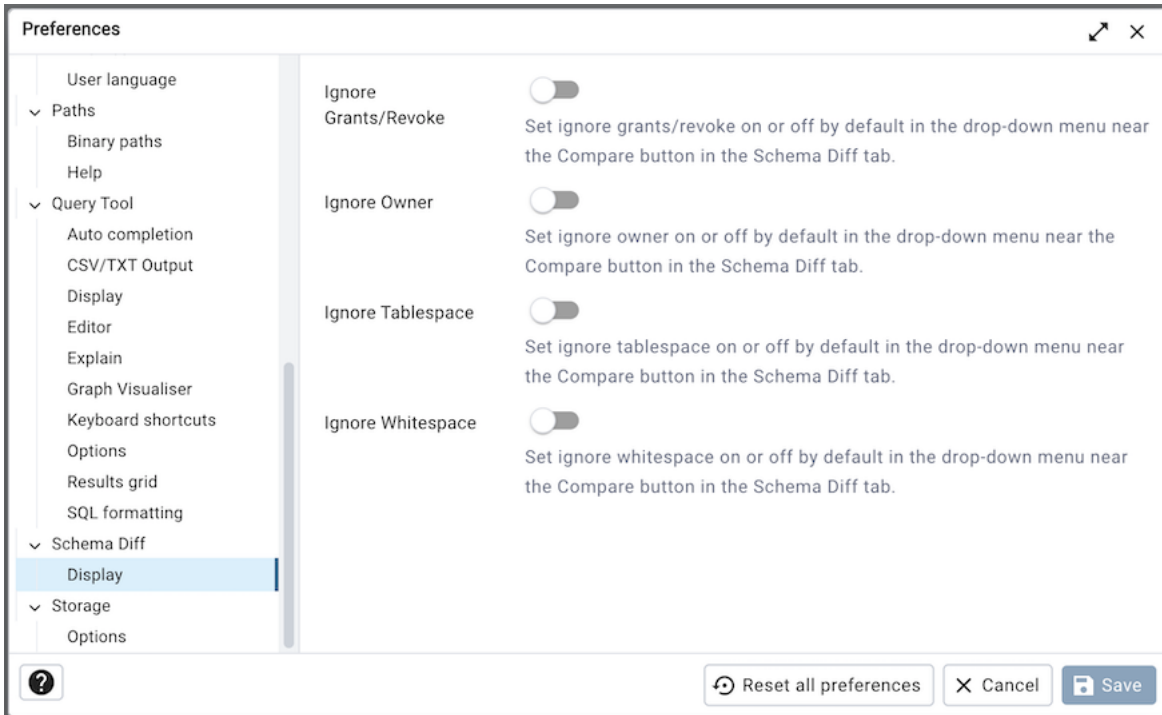 Preferences
User language
Paths
Binary paths
Help
Query Tool
Auto completion
CSV/TXT Output
Display
Editor
Explain
Graph Visualiser
Keyboard shortcuts
Options
Results grid
SQL formatting
Schema Diff
Display
Storage
Options
Ignore
Grants/Revoke
Set ignore grants/revoke on or off by default in the drop-down menu near
the Compare button in the Schema Diff tab.
Ignore Owner
Set ignore owner on or off by default in the drop-down menu near the
Compare button in the Schema Diff tab.
Ignore Tablespace
Set ignore tablespace on or off by default in the drop-down menu near
the Compare button in the Schema Diff tab.
Ignore Whitespace
Set ignore whitespace on or off by default in the drop-down menu near
the Compare button in the Schema Diff tab.
?
Reset all preferences
Cancel
Save